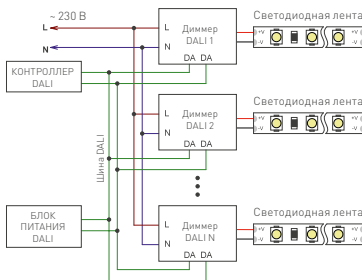 ~ 230 В
L
N
КОНТРОЛЛЕР
DALI
Шина DALI
БЛОК
ПИТАНИЯ
DALI
L
N
Диммер
DALI 1
DA DA
Светодиодная лента
+V
-V
+V
-V
L
N
Диммер
DALI 2
DA DA
Светодиодная лента
+V
-V
+V
-V
L
N
Диммер
DALI N
DA DA
Светодиодная лента
+V
-V
+V
-V